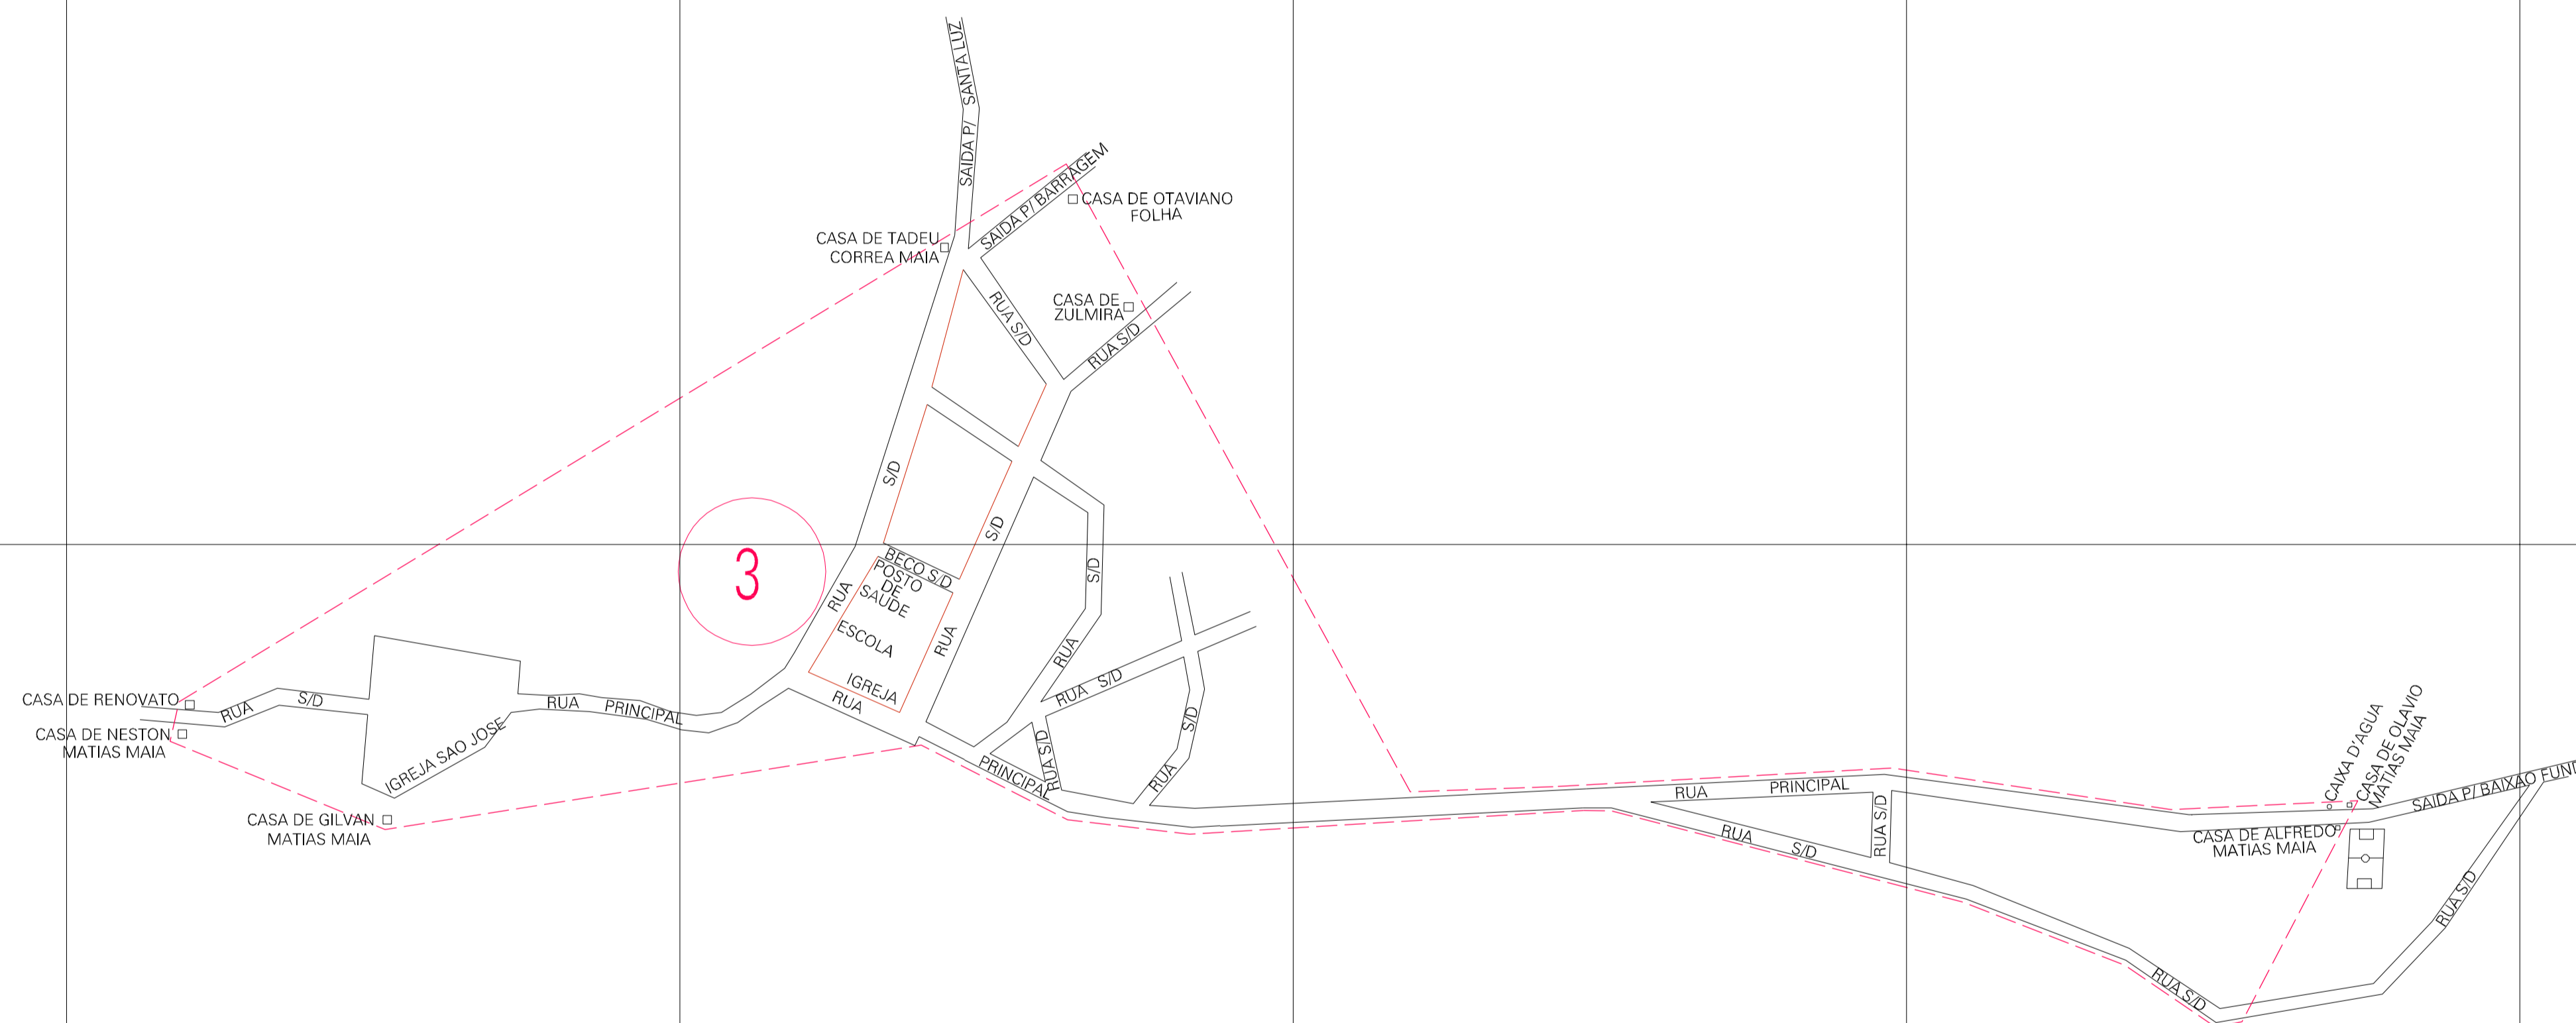 SAIDA P/ SANTA LUZ
SAIDA P/ BARRAGEM
CASA DE OTAVIANO
FOLHA
CASA DE TADEU
CORREA MAIA
RUA S/D
CASA DE
ZULMIRA
RUA S/D
S/D
S/D
S/D
3
BECO S/D
POSTO
DE
SAUDE
ESCOLA
IGREJA
RUA
RUA
RUA
RUA
RUA S/D
S/D
RUA
RUA S/D
PRINCIPAL
CASA DE RENOVATO
RUA S/D
CASA DE NESTON
MATIAS MAIA
IGREJA SAO JOSE
RUA PRINCIPAL
CASA DE GILVAN
MATIAS MAIA
RUA PRINCIPAL
RUA S/D
RUA S/D
CAIXA D'AGUA
CASA DE OLAVIO
MATIAS MAIA
SAIDA P/ BAIXAO
CASA DE ALFREDO
MATIAS MAIA
RUA S/D
RUA S/D